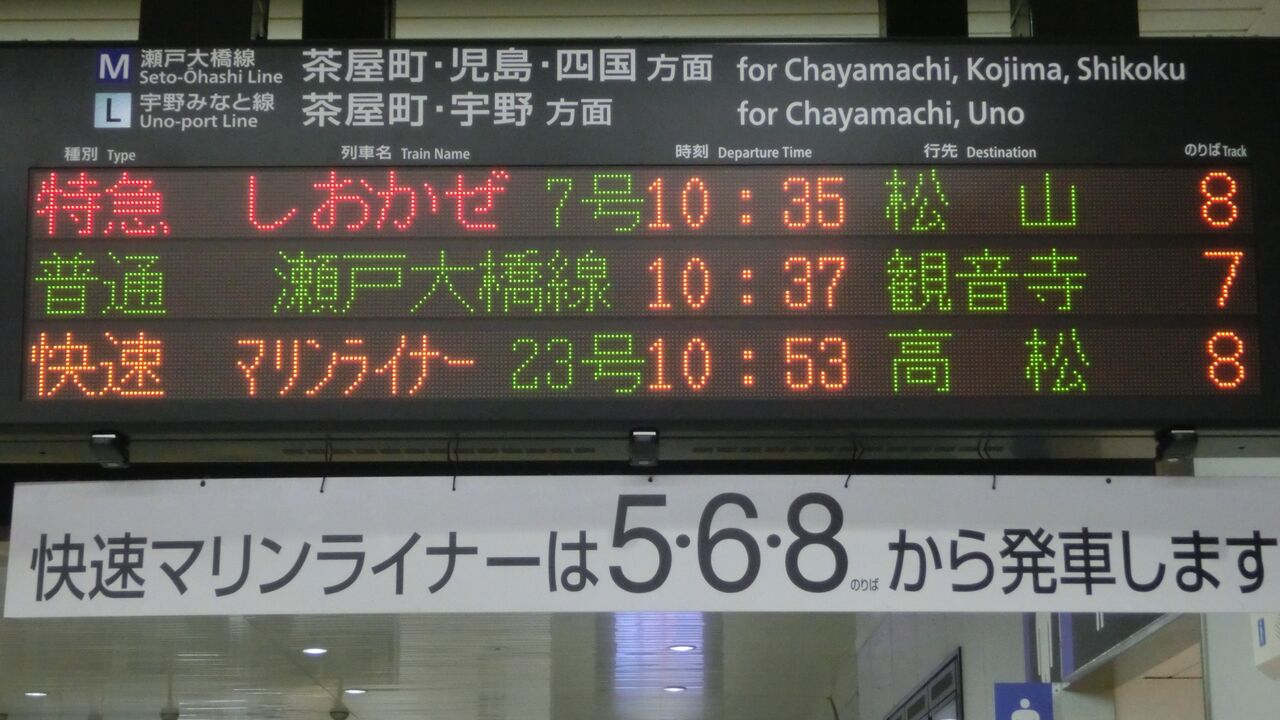 M 瀬戸大橋線 茶屋町・児島・四国 方面 for Chayamachi, Kojima, Shikoku
Seto-Ōhashi Line
L 宇野みなと線 茶屋町・宇野 方面 for Chayamachi, Uno
Uno-port Line
種別 Type 列車名 Train Name 時刻 Departure Time 行先 Destination のりば Track
特急 しおかぜ 7号 10:35 松山 8
普通 瀬戸大橋線 10:37 観音寺 7
快速 マリンライナー 23号 10:53 高松 8
快速マリンライナーは5・6・8のりばから発車します